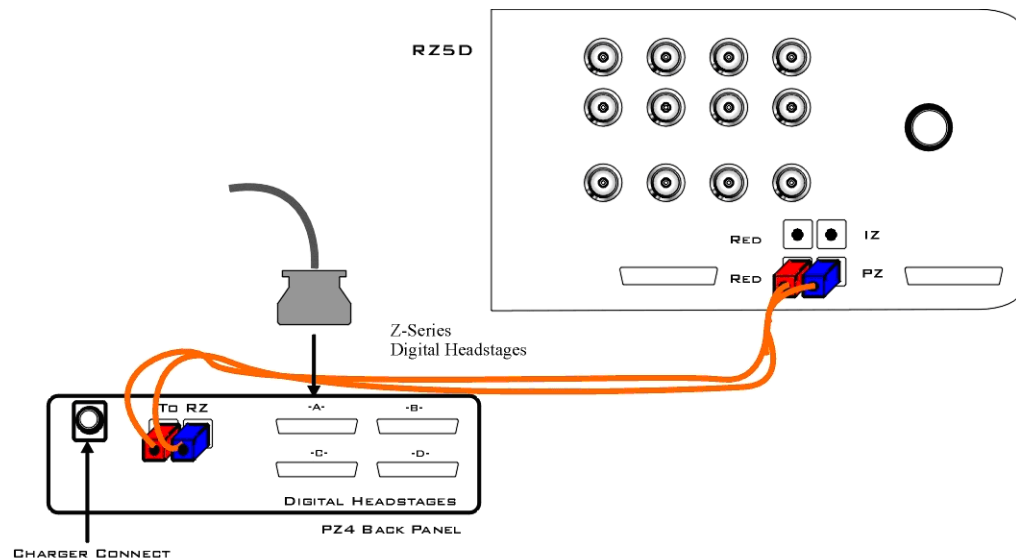 RZ5D
RED IZ
RED PZ
Z-Series
Digital Headstages
TO RZ
-A- -B-
-C- -D-
DIGITAL HEADSTAGES
PZ4 BACK PANEL
CHARGER CONNECT